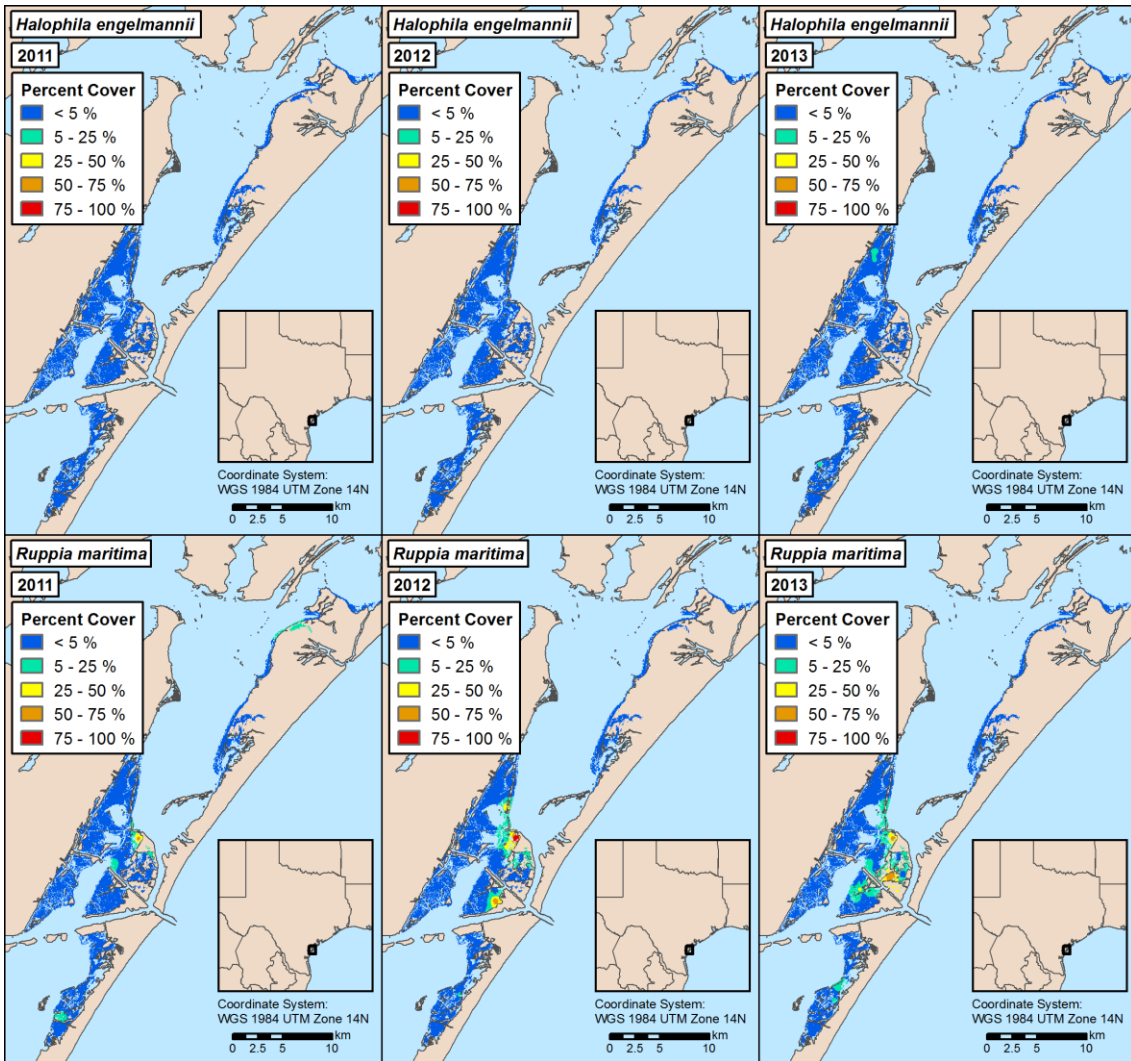 Halophila engelmannii
2011
Percent Cover
< 5 %
5 - 25 %
25 - 50 %
50 - 75 %
75 - 100 %
Coordinate System:
WGS 1984 UTM Zone 14N
km
0 2.5 5 10
Halophila engelmannii
2012
Percent Cover
< 5 %
5 - 25 %
25 - 50 %
50 - 75 %
75 - 100 %
Coordinate System:
WGS 1984 UTM Zone 14N
km
0 2.5 5 10
Halophila engelmannii
2013
Percent Cover
< 5 %
5 - 25 %
25 - 50 %
50 - 75 %
75 - 100 %
Coordinate System:
WGS 1984 UTM Zone 14N
km
0 2.5 5 10
Ruppia maritima
2011
Percent Cover
< 5 %
5 - 25 %
25 - 50 %
50 - 75 %
75 - 100 %
Coordinate System:
WGS 1984 UTM Zone 14N
km
0 2.5 5 10
Ruppia maritima
2012
Percent Cover
< 5 %
5 - 25 %
25 - 50 %
50 - 75 %
75 - 100 %
Coordinate System:
WGS 1984 UTM Zone 14N
km
0 2.5 5 10
Ruppia maritima
2013
Percent Cover
< 5 %
5 - 25 %
25 - 50 %
50 - 75 %
75 - 100 %
Coordinate System:
WGS 1984 UTM Zone 14N
km
0 2.5 5 10